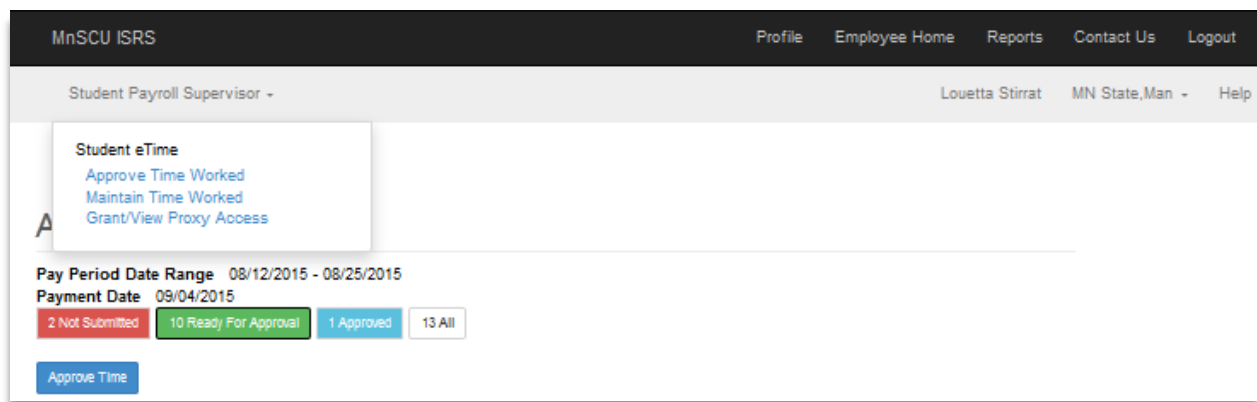 MnSCU ISRS Profile Employee Home Reports Contact Us Logout
Student Payroll Supervisor Louetta Stirrat MN State,Man Help
Student eTime
Approve Time Worked
Maintain Time Worked
Grant/View Proxy Access
A
Pay Period Date Range 08/12/2015 - 08/25/2015
Payment Date 09/04/2015
2 Not Submitted 10 Ready For Approval 1 Approved 13 All
Approve Time